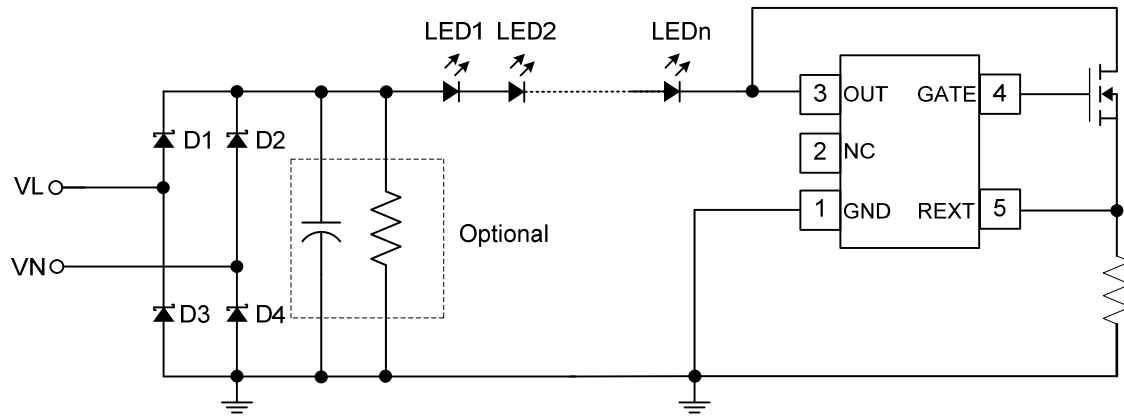 LED1 LED2 LEDn
3 OUT GATE 4
D1 D2
2 NC
VL
1 GND REXT 5
Optional
VN
D3 D4